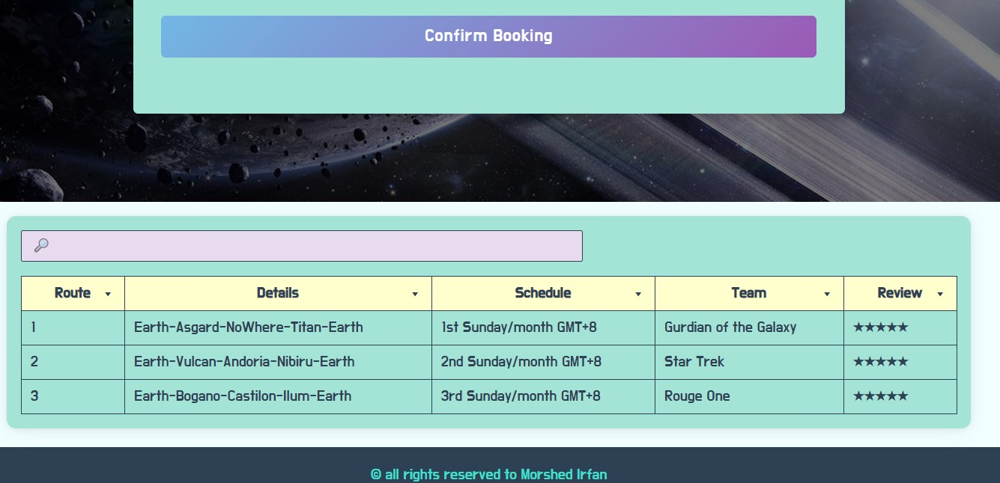 Confirm Booking
Route Details Schedule Team Review
1 Earth-Asgard-NoWhere-Titan-Earth 1st Sunday/month GMT+8 Gurdian of the Galaxy ★★★★★
2 Earth-Vulcan-Andoria-Nibiru-Earth 2nd Sunday/month GMT+8 Star Trek ★★★★★
3 Earth-Bogano-Castilon-Ilum-Earth 3rd Sunday/month GMT+8 Rouge One ★★★★★
© all rights reserved to Morshed Irfan